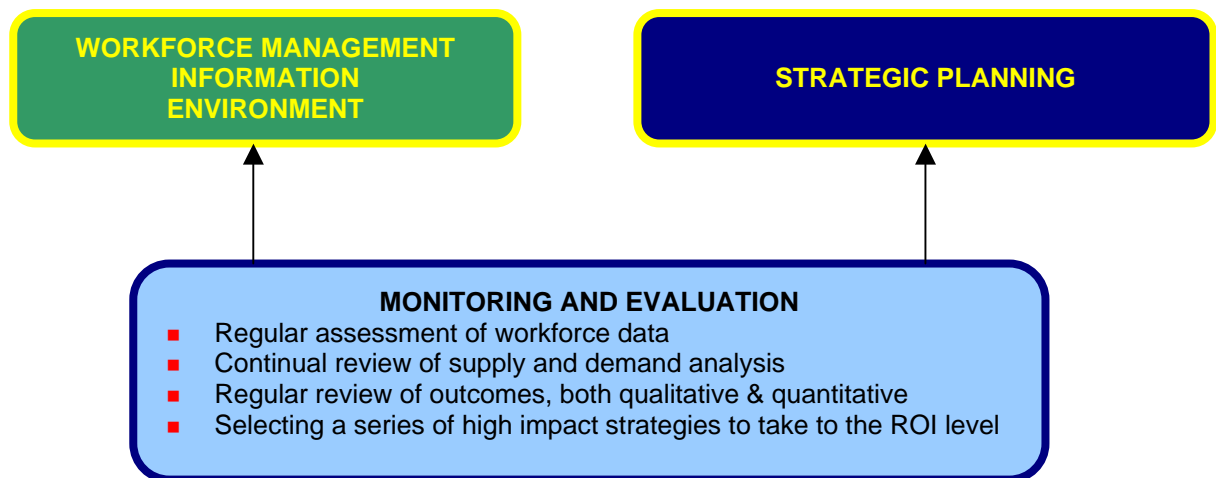 WORKFORCE MANAGEMENT
INFORMATION
ENVIRONMENT
STRATEGIC PLANNING
MONITORING AND EVALUATION
■ Regular assessment of workforce data
■ Continual review of supply and demand analysis
■ Regular review of outcomes, both qualitative & quantitative
■ Selecting a series of high impact strategies to take to the ROI level